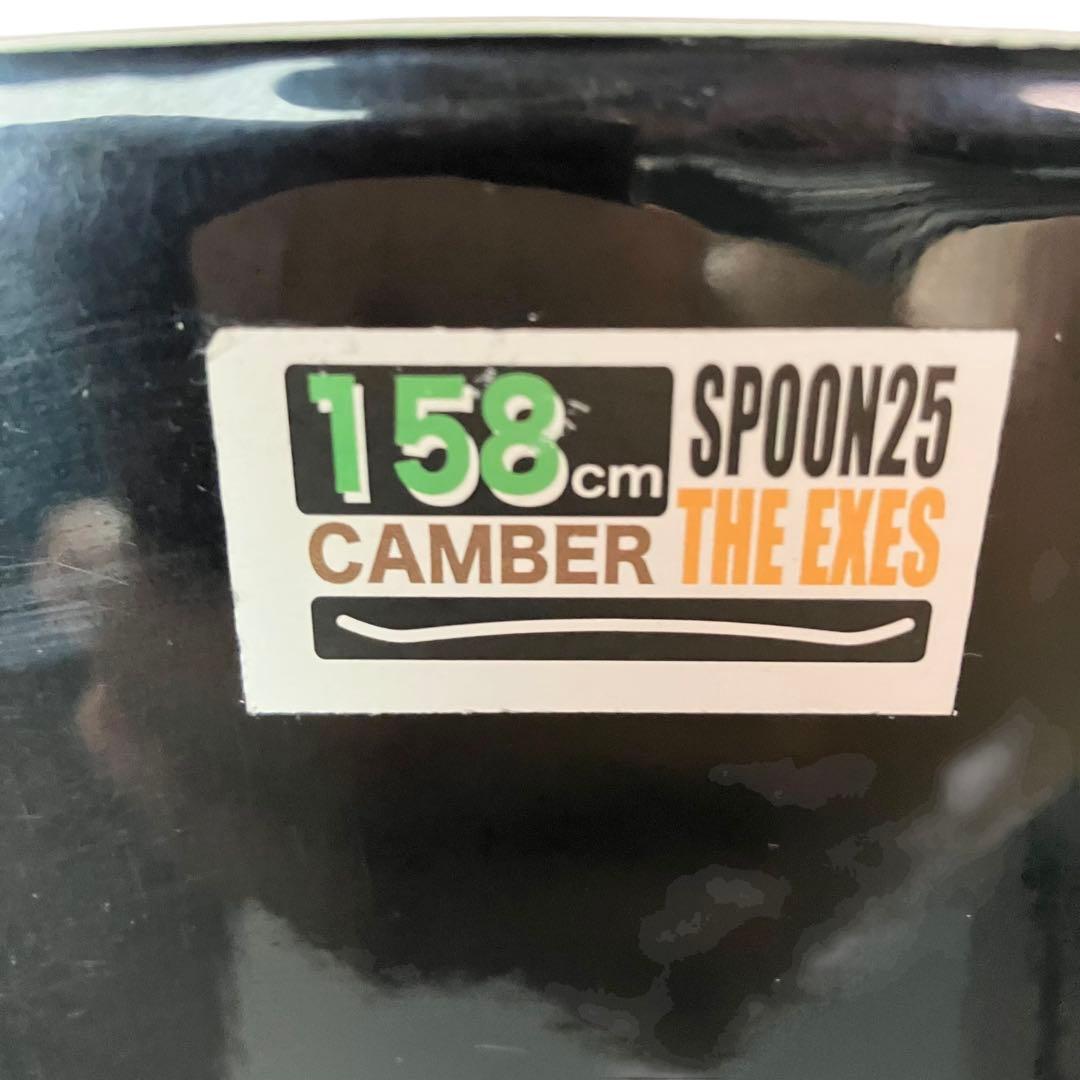 158cm
CAMBER
SPOON25
THE EXES